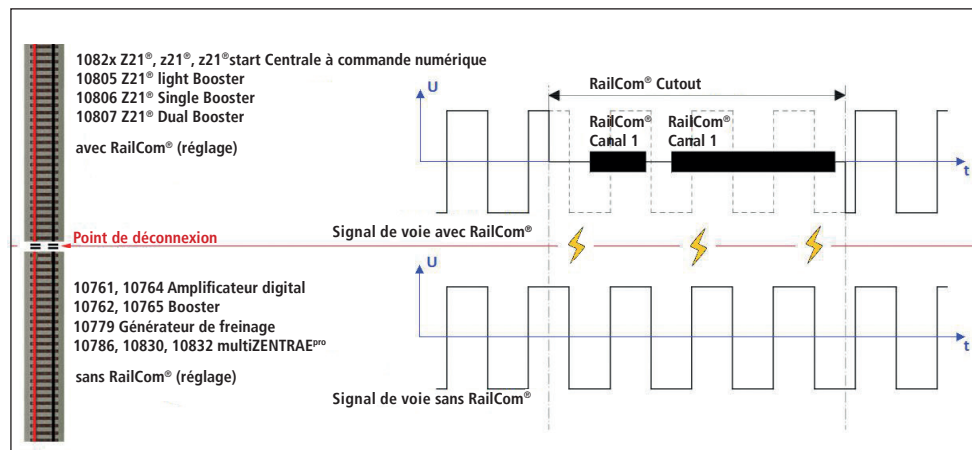 1082x Z21®, z21®, z21®start Centrale à commande numérique
10805 Z21® light Booster
10806 Z21® Single Booster
10807 Z21® Dual Booster
avec RailCom® (réglage)
U
RailCom® Cutout
RailCom®
Canal 1
RailCom®
Canal 1
t
Signal de voie avec RailCom®
Point de déconnexion
10761, 10764 Amplificateur digital
10762, 10765 Booster
10779 Générateur de freinage
10786, 10830, 10832 multiZENTRAEpro
sans RailCom® (réglage)
U
t
Signal de voie sans RailCom®